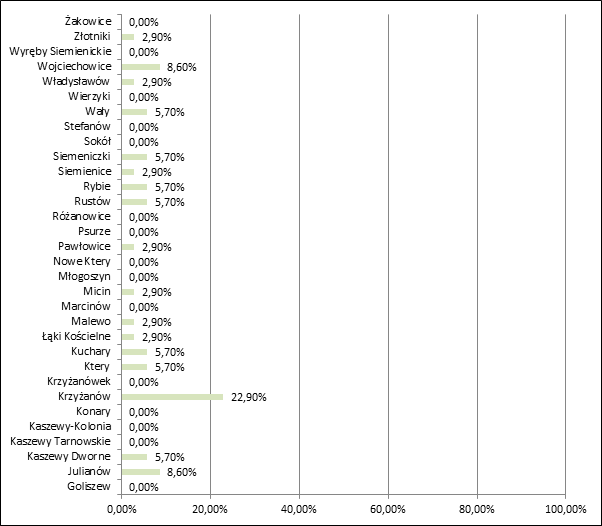 Żakowice 0,00%
Złotniki 2,90%
Wyręby Siemienickie 0,00%
Wojciechowice 8,60%
Władysławów 2,90%
Wierzyki 0,00%
Wały 5,70%
Stefanów 0,00%
Sokół 0,00%
Siemeniczki 5,70%
Siemienice 2,90%
Rybie 5,70%
Rustów 5,70%
Różanowice 0,00%
Psurze 0,00%
Pawłowice 2,90%
Nowe Ktery 0,00%
Młogoszyn 0,00%
Micin 2,90%
Marcinów 0,00%
Malewo 2,90%
Łąki Kościelne 2,90%
Kuchary 5,70%
Ktery 5,70%
Krzyżanówek 0,00%
Krzyżanów 22,90%
Konary 0,00%
Kaszewy-Kolonia 0,00%
Kaszewy Tarnowskie 0,00%
Kaszewy Dworne 5,70%
Julianów 8,60%
Goliszew 0,00%
0,00% 20,00% 40,00% 60,00% 80,00% 100,00%